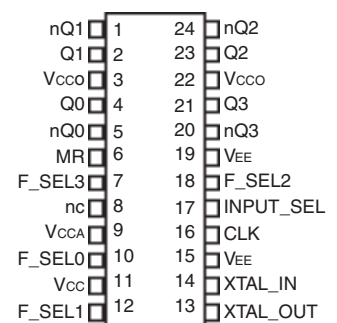 nQ1 1 24 nQ2
Q1 2 23 Q2
VCCO 3 22 VCCO
Q0 4 21 Q3
nQ0 5 20 nQ3
MR 6 19 VEE
F_SEL3 7 18 F_SEL2
nc 8 17 INPUT_SEL
VCCA 9 16 CLK
F_SEL0 10 15 VEE
VCC 11 14 XTAL_IN
F_SEL1 12 13 XTAL_OUT